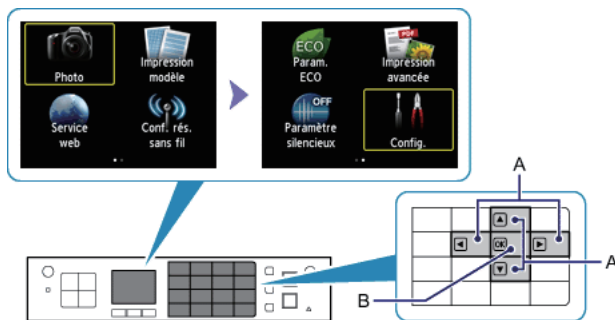 Photo
Impression
modèle
Service
web
Conf. rés.
sans fil
ECO
Param.
ECO
PDF
Impression
avancée
OFF
Paramètre
silencieux
Config.
A
OK
A
B